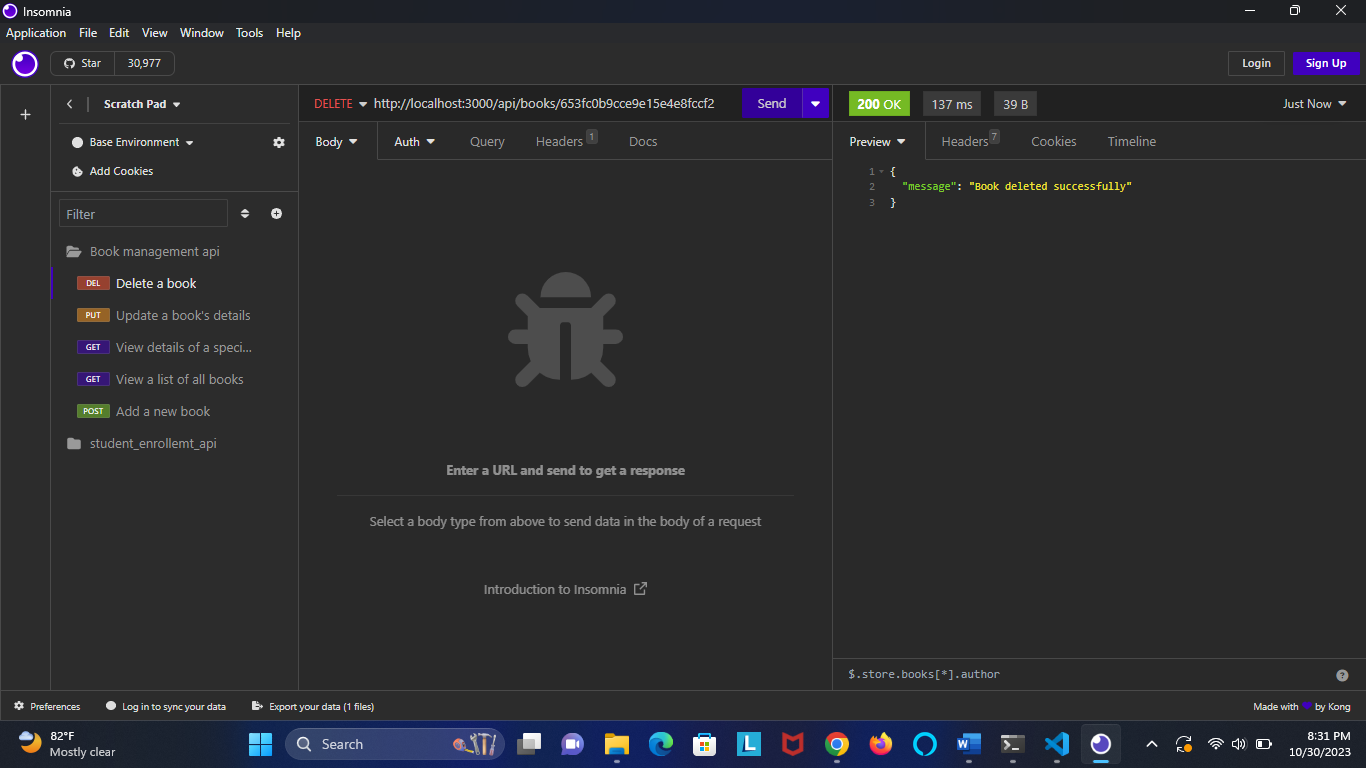 Insomnia
Application File Edit View Window Tools Help
Star 30,977
Login Sign Up
Scratch Pad
Base Environment
Add Cookies
Filter
Book management api
DEL Delete a book
PUT Update a book's details
GET View details of a speci...
GET View a list of all books
POST Add a new book
student_enrollemt_api
DELETE http://localhost:3000/api/books/653fc0b9cce9e15e4e8fccf2 Send
Body Auth Query Headers 1 Docs
Enter a URL and send to get a response
Select a body type from above to send data in the body of a request
Introduction to Insomnia
200 OK 137 ms 39 B Just Now
Preview Headers 7 Cookies Timeline
1 {
2 "message": "Book deleted successfully"
3 }
$.store.books[*].author
Preferences Log in to sync your data Export your data (1 files) Made with by Kong
82°F
Mostly clear
Search
L
8:31 PM
10/30/2023